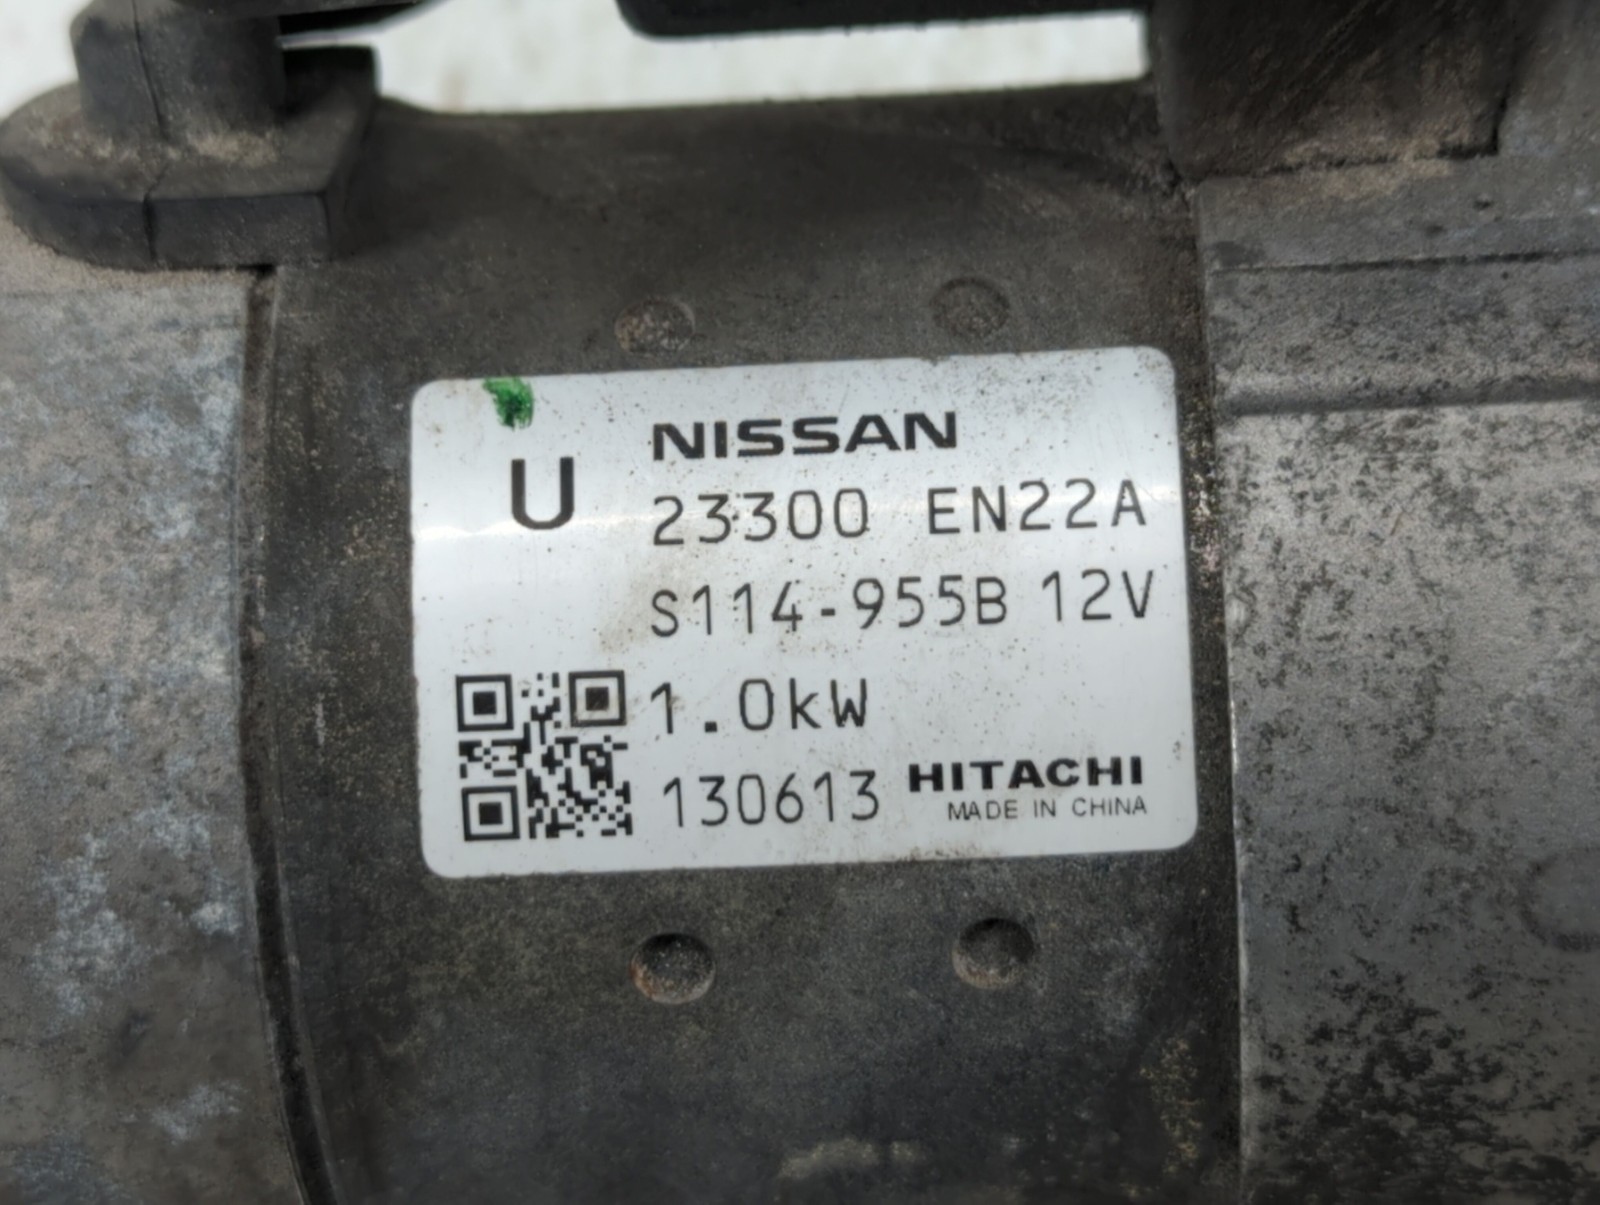 NISSAN
U 23300 EN22A
S114-955B 12V
1.0kW
130613 HITACHI
MADE IN CHINA